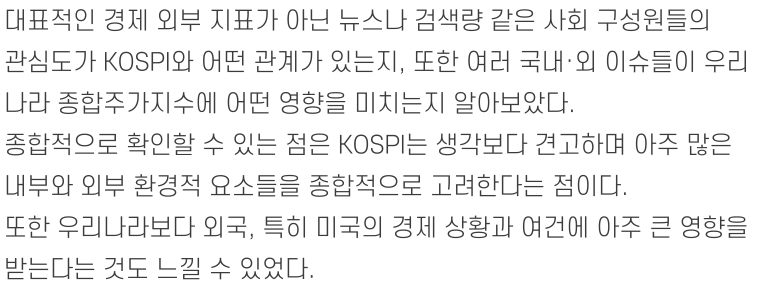 대표적인 경제 외부 지표가 아닌 뉴스나 검색량 같은 사회 구성원들의
관심도가 KOSPI와 어떤 관계가 있는지, 또한 여러 국내·외 이슈들이 우리
나라 종합주가지수에 어떤 영향을 미치는지 알아보았다.
종합적으로 확인할 수 있는 점은 KOSPI는 생각보다 견고하며 아주 많은
내부와 외부 환경적 요소들을 종합적으로 고려한다는 점이다.
또한 우리나라보다 외국, 특히 미국의 경제 상황과 여건에 아주 큰 영향을
받는다는 것도 느낄 수 있었다.